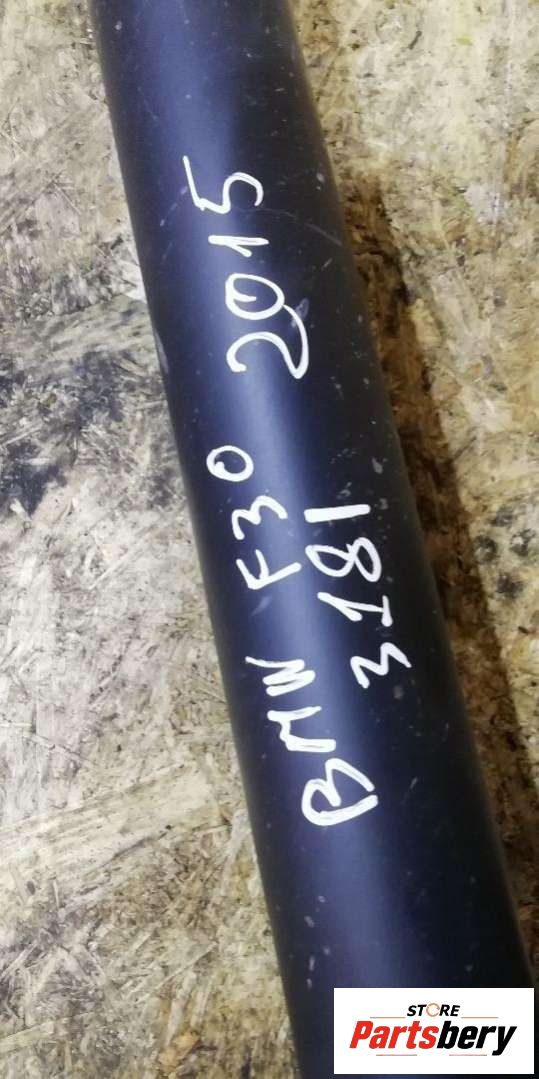 BMW F30 2015
318I
STORE
Partsbery